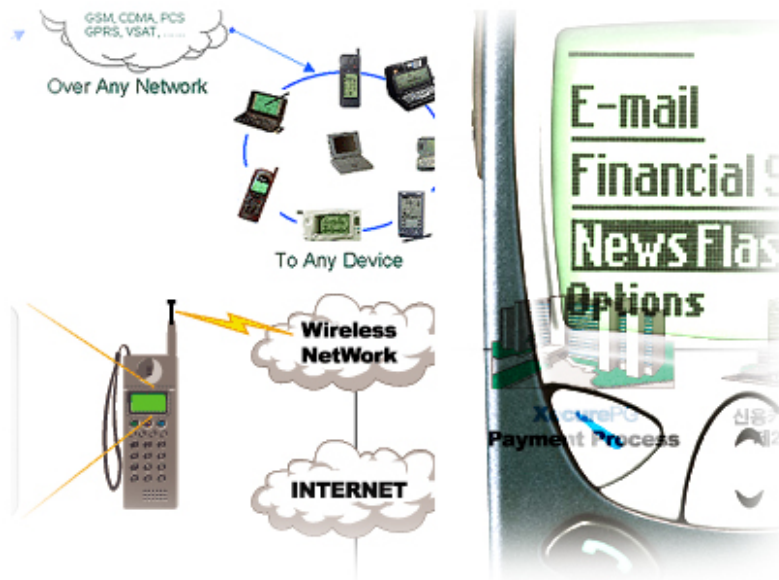 GSM, CDMA, PCS
GPRS, VSAT, ......
Over Any Network
To Any Device
Wireless
NetWork
INTERNET
E-mail
Financial
News Flas
Options
XecurePG
Payment Process
신용